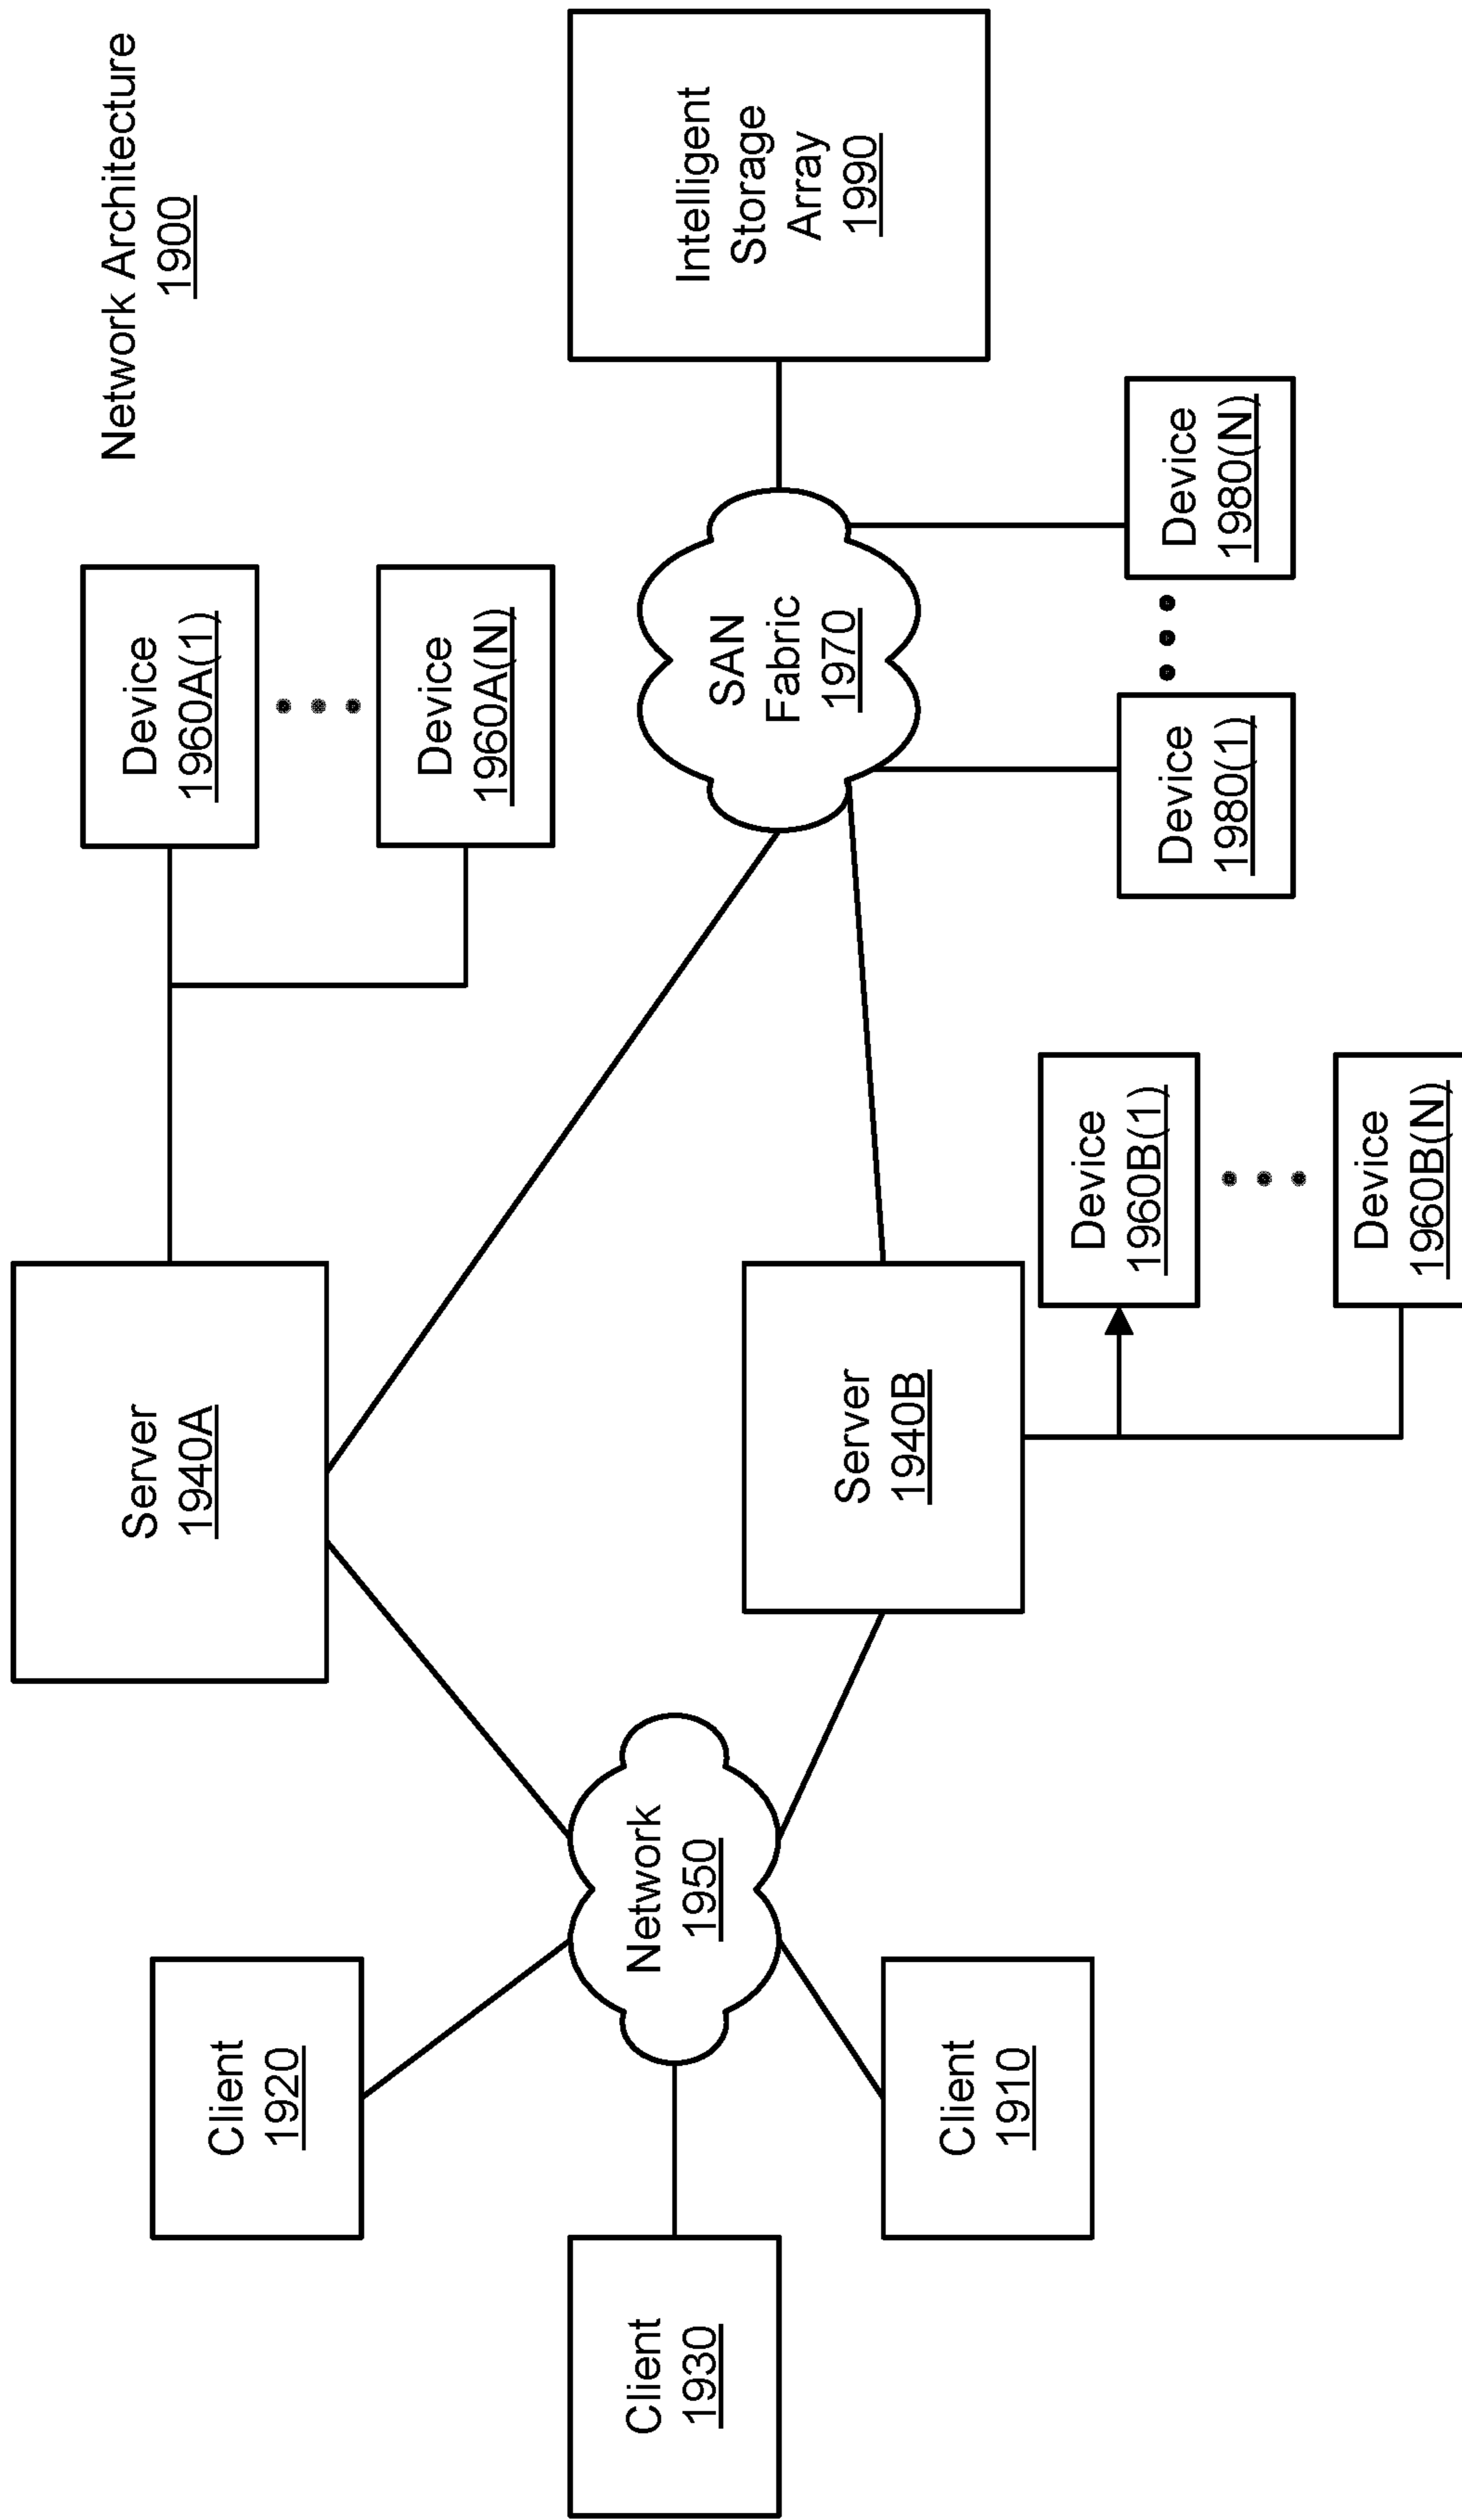 Network Architecture
1900
Device
1960A(1)
Device
1960A(N)
Server
1940A
Client
1920
Intelligent
Storage
Array
1990
SAN
Fabric
1970
Network
1950
Client
1930
Server
1940B
Client
1910
Device
1980(N)
Device
1980(1)
Device
1960B(1)
Device
1960B(N)